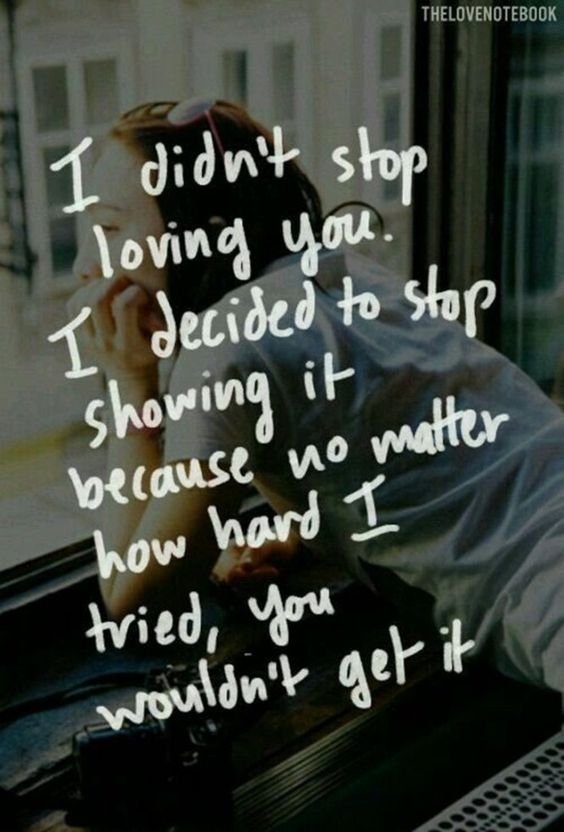 THELOVENOTEBOOK
I didn't stop
loving you.
I decided to stop
showing it
because no matter
how hard I
tried, you
wouldn't get it